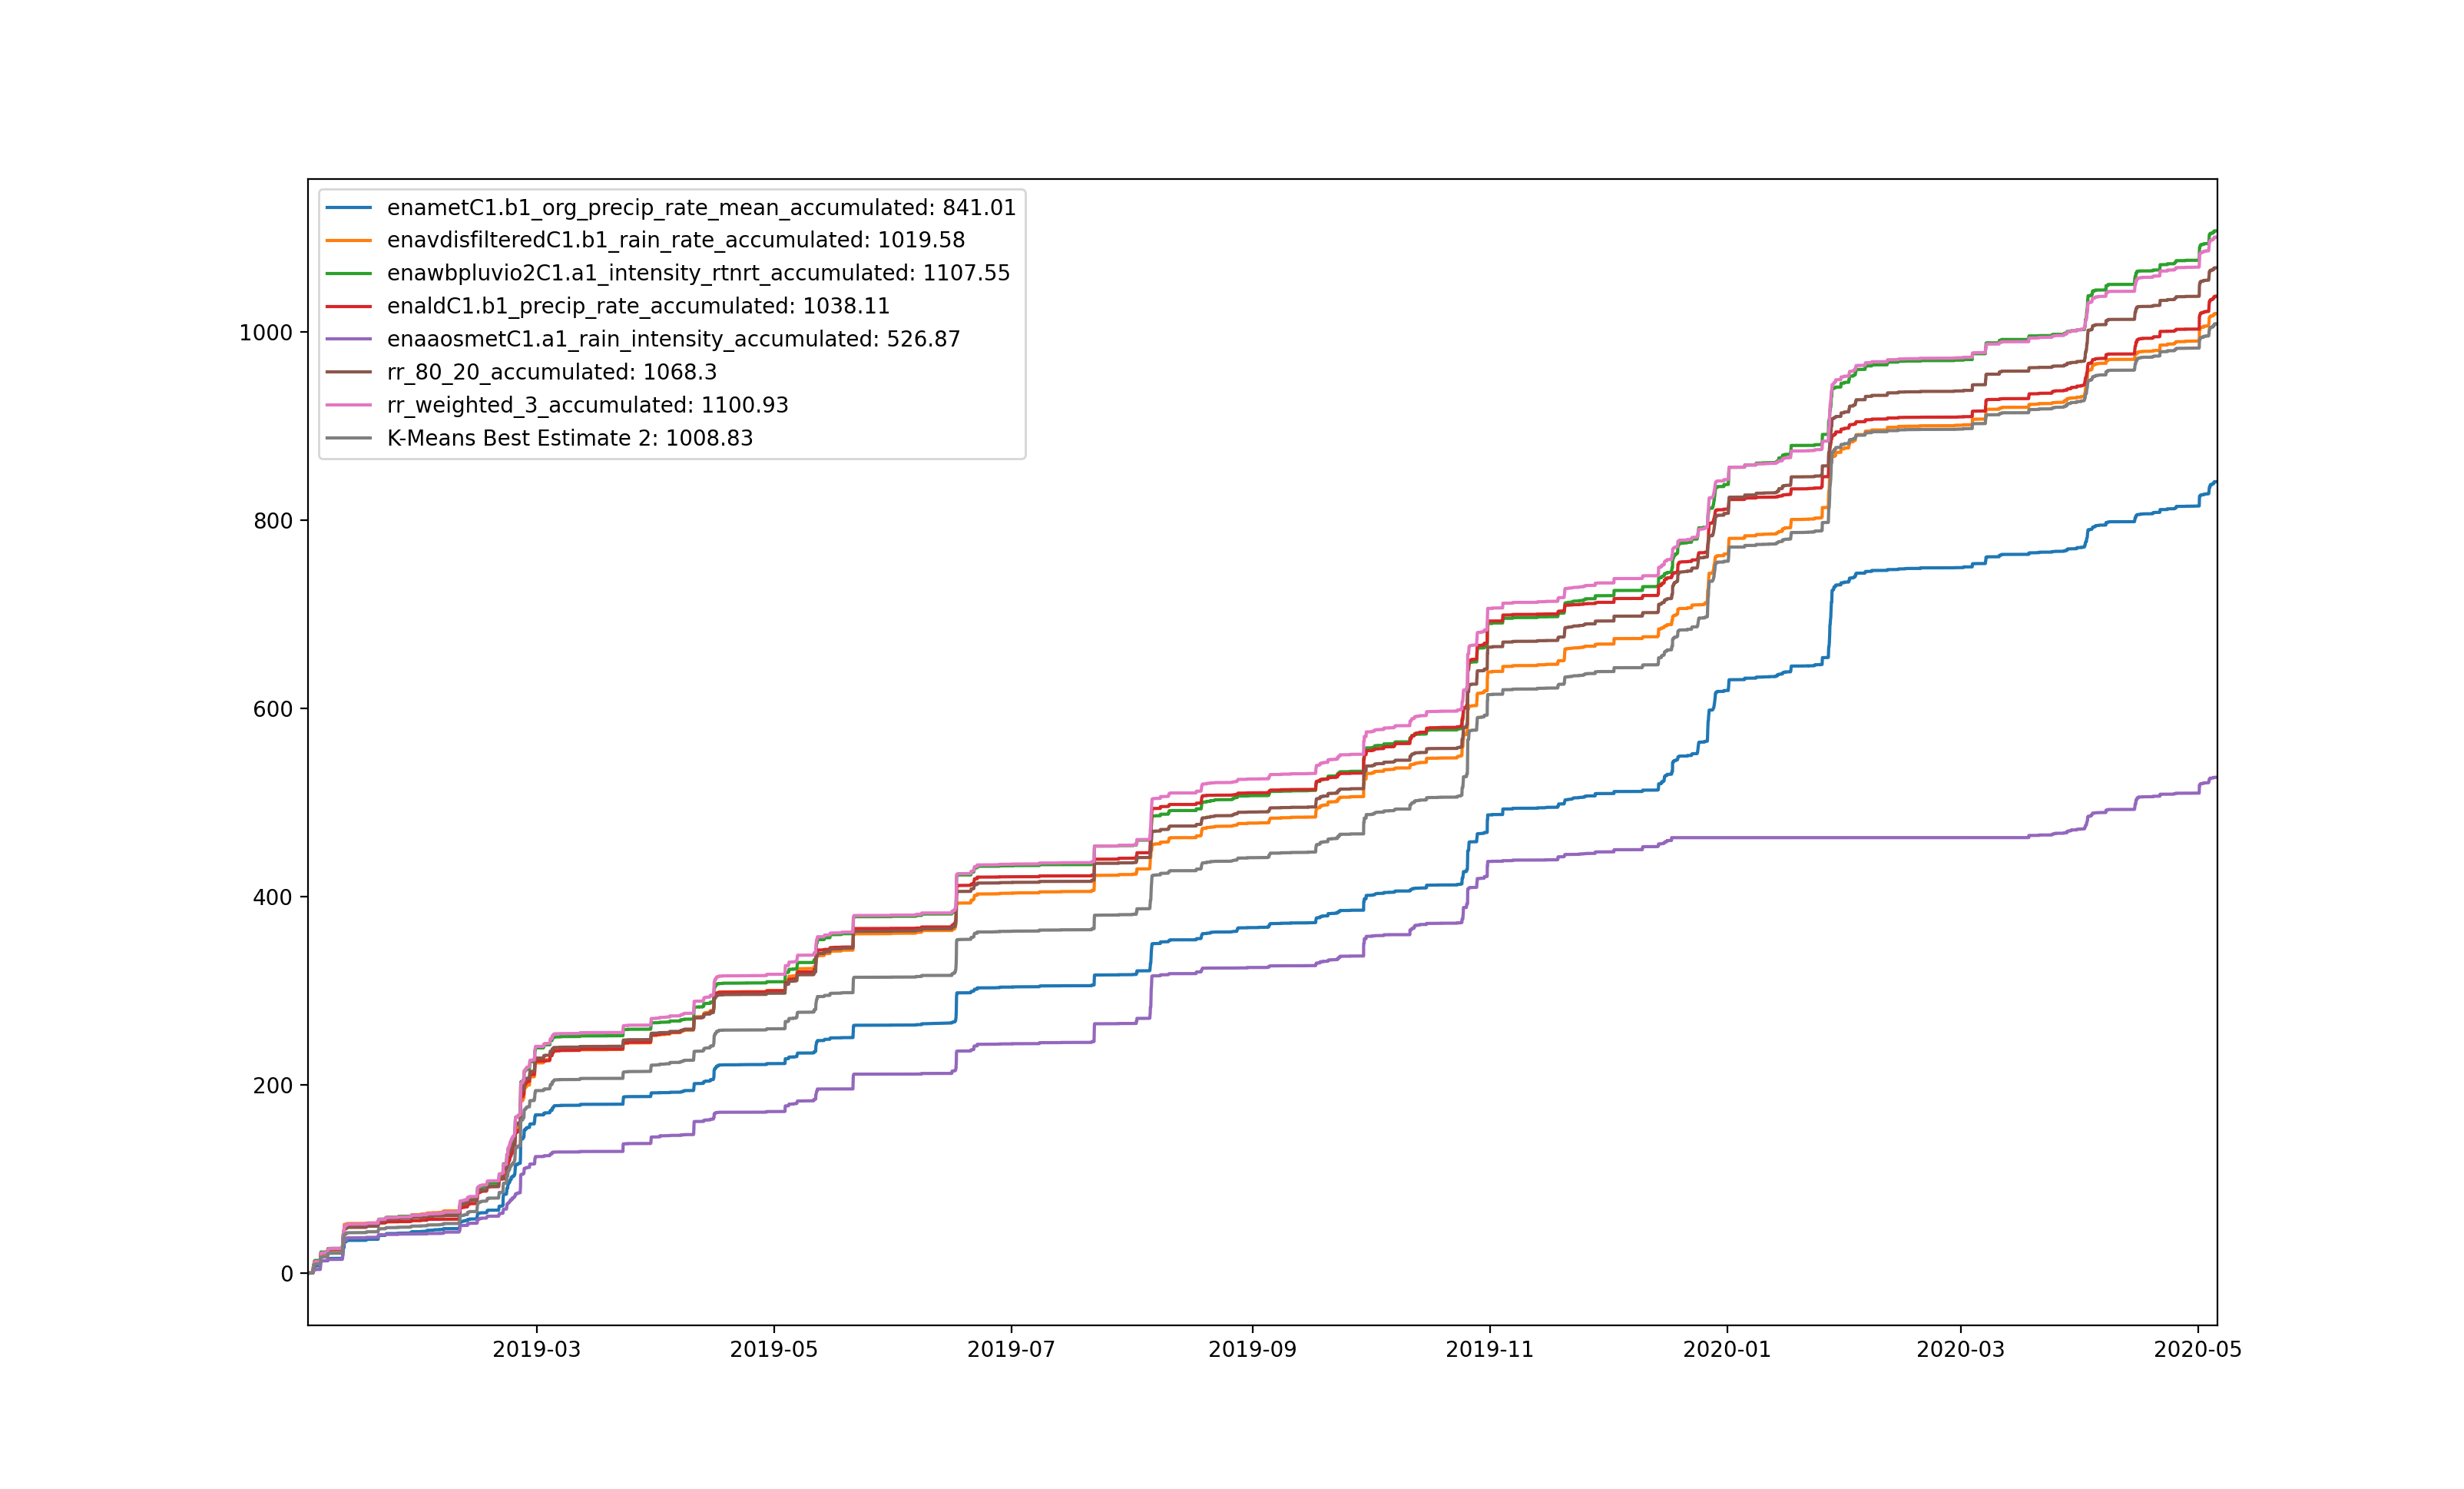 enametC1.b1_org_precip_rate_mean_accumulated: 841.01
enavdisfilteredC1.b1_rain_rate_accumulated: 1019.58
enawbpluvio2C1.a1_intensity_rtnrt_accumulated: 1107.55
enaldC1.b1_precip_rate_accumulated: 1038.11
enaaosmetC1.a1_rain_intensity_accumulated: 526.87
rr_80_20_accumulated: 1068.3
rr_weighted_3_accumulated: 1100.93
K-Means Best Estimate 2: 1008.83
1000
800
600
400
200
0
2019-03 2019-05 2019-07 2019-09 2019-11 2020-01 2020-03 2020-05